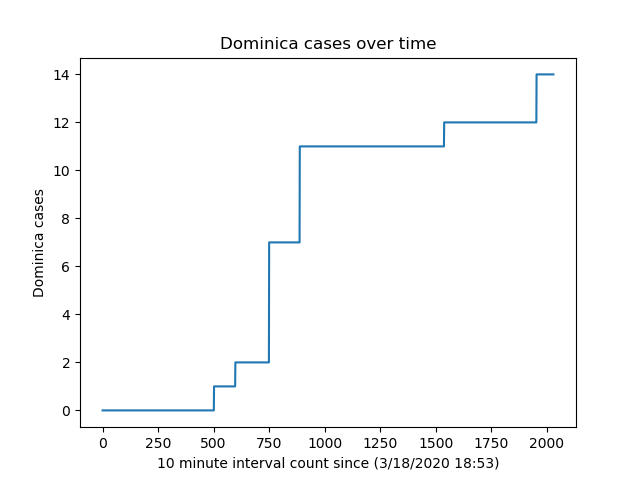 Dominica cases over time
Dominica cases
14
12
10
8
6
4
2
0
0 250 500 750 1000 1250 1500 1750 2000
10 minute interval count since (3/18/2020 18:53)